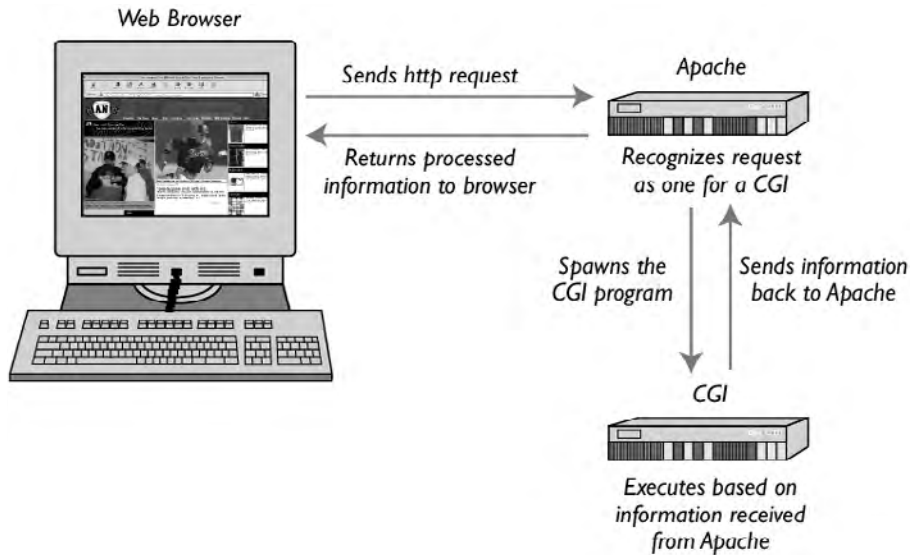 Web Browser
Sends http request
Apache
AN
Returns processed
information to browser
Recognizes request
as one for a CGI
Spawns the
CGI program
Sends information
back to Apache
CGI
Executes based on
information received
from Apache